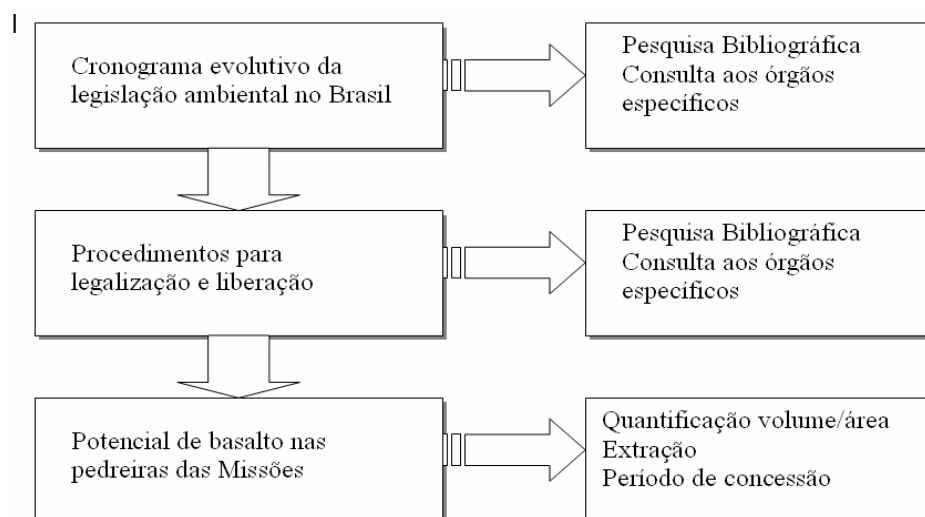 Cronograma evolutivo da
legislação ambiental no Brasil
Pesquisa Bibliográfica
Consulta aos órgãos
específicos
Procedimentos para
legalização e liberação
Pesquisa Bibliográfica
Consulta aos órgãos
específicos
Potencial de basalto nas
pedreiras das Missões
Quantificação volume/área
Extração
Período de concessão